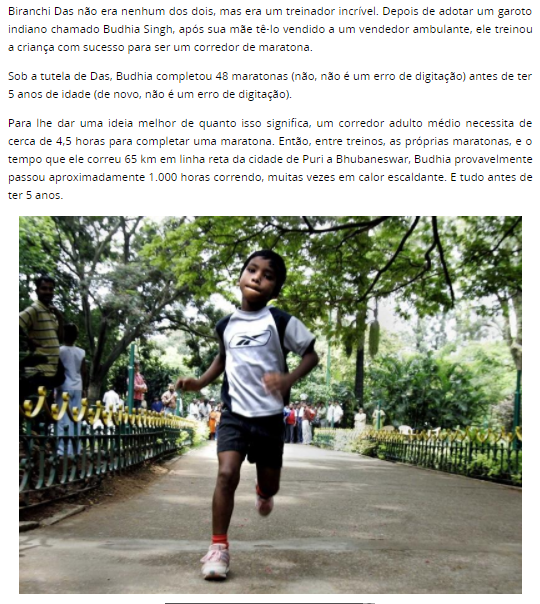 Biranchi Das não era nenhum dos dois, mas era um treinador incrível. Depois de adotar um garoto
indiano chamado Budhia Singh, após sua mãe tê-lo vendido a um vendedor ambulante, ele treinou
a criança com sucesso para ser um corredor de maratona.
Sob a tutela de Das, Budhia completou 48 maratonas (não, não é um erro de digitação) antes de ter
5 anos de idade (de novo, não é um erro de digitação).
Para lhe dar uma ideia melhor de quanto isso significa, um corredor adulto médio necessita de
cerca de 4,5 horas para completar uma maratona. Então, entre treinos, as próprias maratonas, e o
tempo que ele correu 65 km em linha reta da cidade de Puri a Bhubaneswar, Budhia provavelmente
passou aproximadamente 1.000 horas correndo, muitas vezes em calor escaldante. E tudo antes de
ter 5 anos.